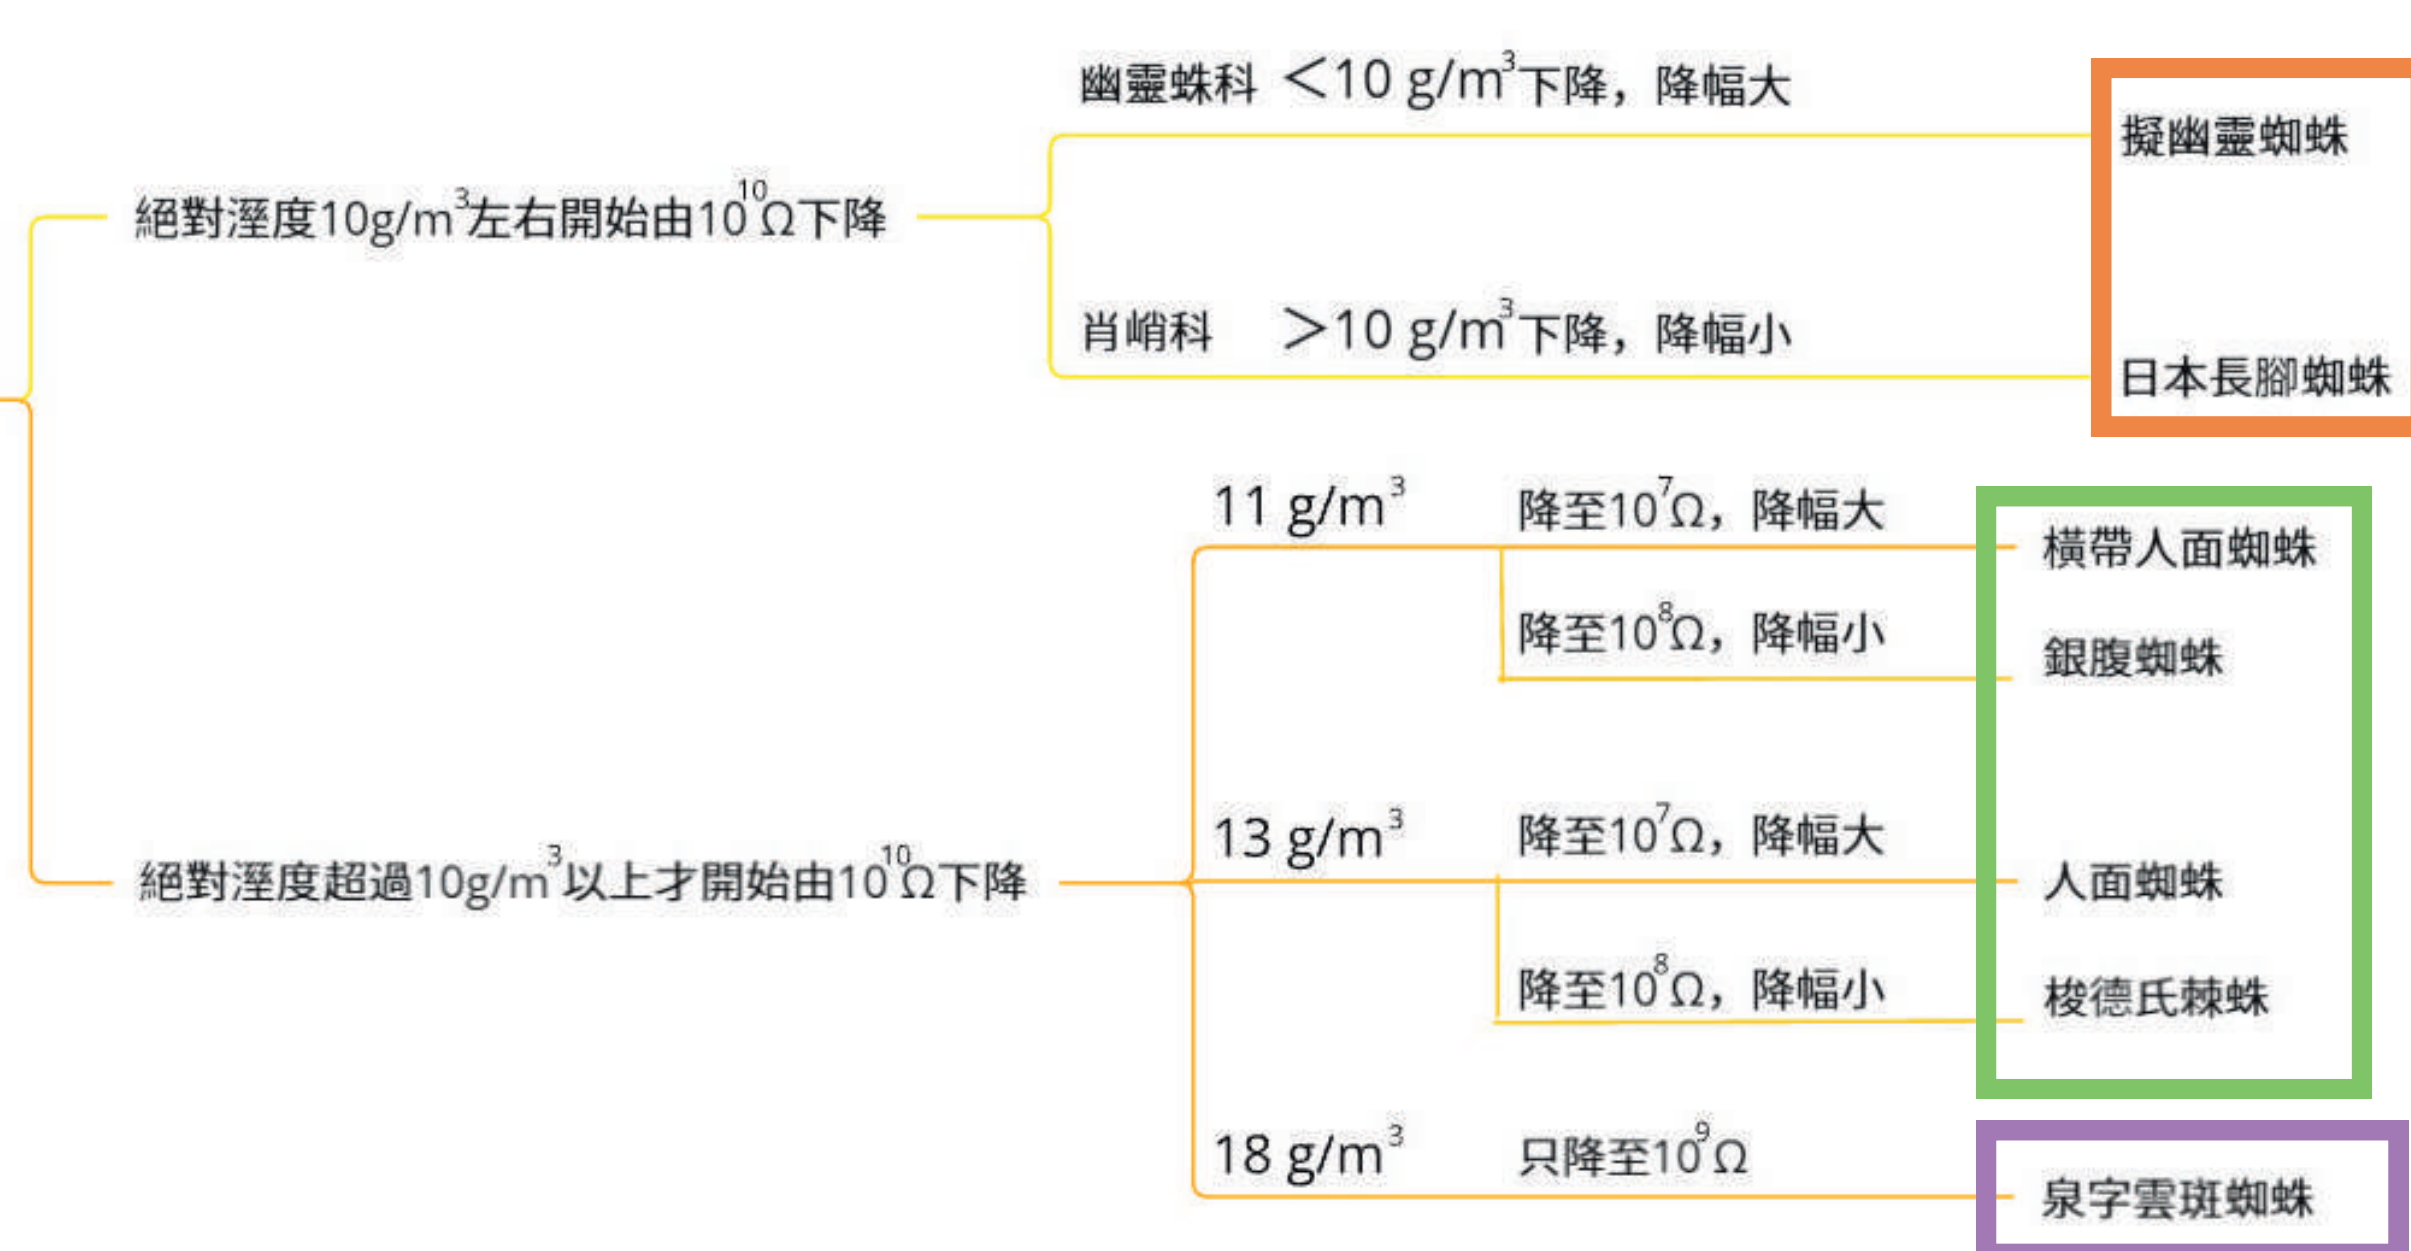 幽靈蛛科 <10 g/m³下降，降幅大
擬幽靈蜘蛛
絕對溼度10g/m³左右開始由10¹⁰Ω下降
肖峭科 >10 g/m³下降，降幅小
日本長腳蜘蛛
11 g/m³ 降至10⁷Ω，降幅大
橫帶人面蜘蛛
降至10⁸Ω，降幅小
銀腹蜘蛛
13 g/m³ 降至10⁷Ω，降幅大
絕對溼度超過10g/m³以上才開始由10¹⁰Ω下降
人面蜘蛛
降至10⁸Ω，降幅小
梭德氏棘蛛
18 g/m³ 只降至10⁹Ω
泉字雲斑蜘蛛